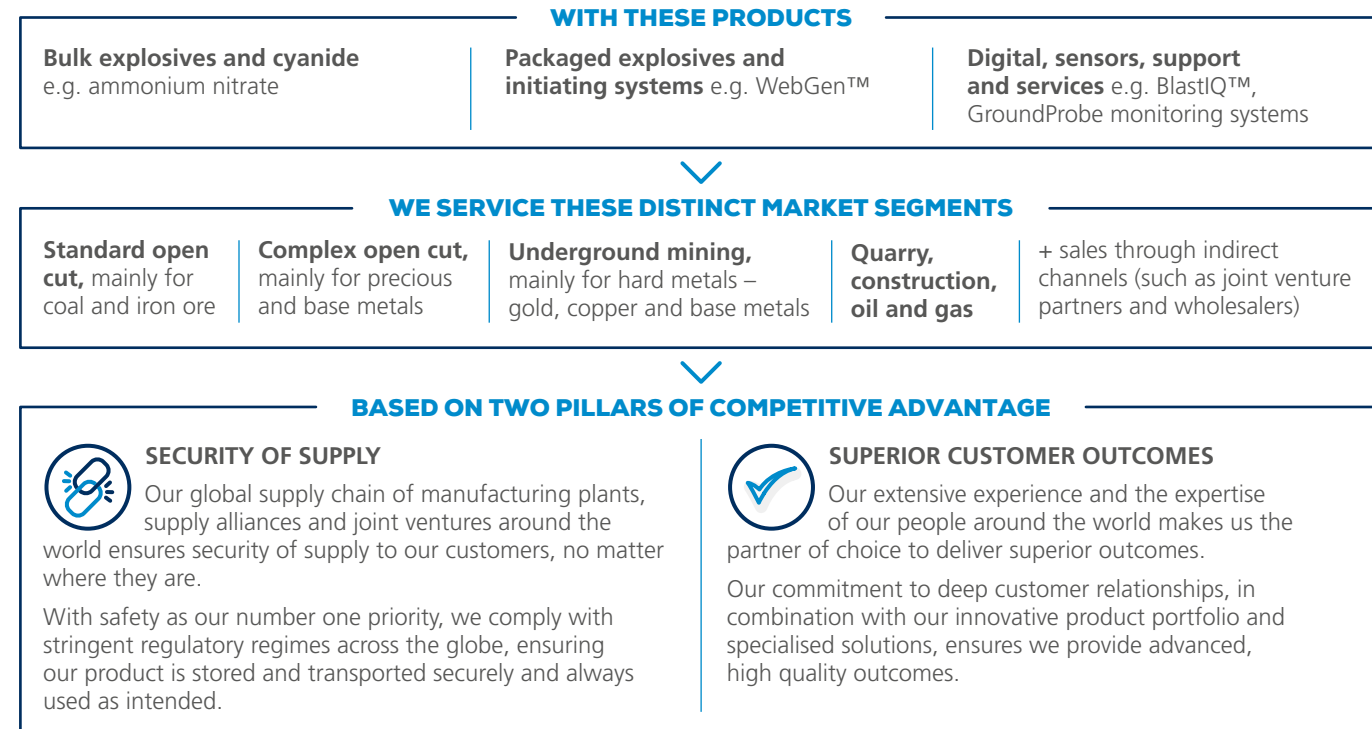 WITH THESE PRODUCTS
Bulk explosives and cyanide
e.g. ammonium nitrate
Packaged explosives and
initiating systems e.g. WebGen™
Digital, sensors, support
and services e.g. BlastIQ™,
GroundProbe monitoring systems
WE SERVICE THESE DISTINCT MARKET SEGMENTS
Standard open
cut, mainly for
coal and iron ore
Complex open cut,
mainly for precious
and base metals
Underground mining,
mainly for hard metals –
gold, copper and base metals
Quarry,
construction,
oil and gas
+ sales through indirect
channels (such as joint venture
partners and wholesalers)
BASED ON TWO PILLARS OF COMPETITIVE ADVANTAGE
SECURITY OF SUPPLY
Our global supply chain of manufacturing plants,
supply alliances and joint ventures around the
world ensures security of supply to our customers, no matter
where they are.
With safety as our number one priority, we comply with
stringent regulatory regimes across the globe, ensuring
our product is stored and transported securely and always
used as intended.
SUPERIOR CUSTOMER OUTCOMES
Our extensive experience and the expertise
of our people around the world makes us the
partner of choice to deliver superior outcomes.
Our commitment to deep customer relationships, in
combination with our innovative product portfolio and
specialised solutions, ensures we provide advanced,
high quality outcomes.